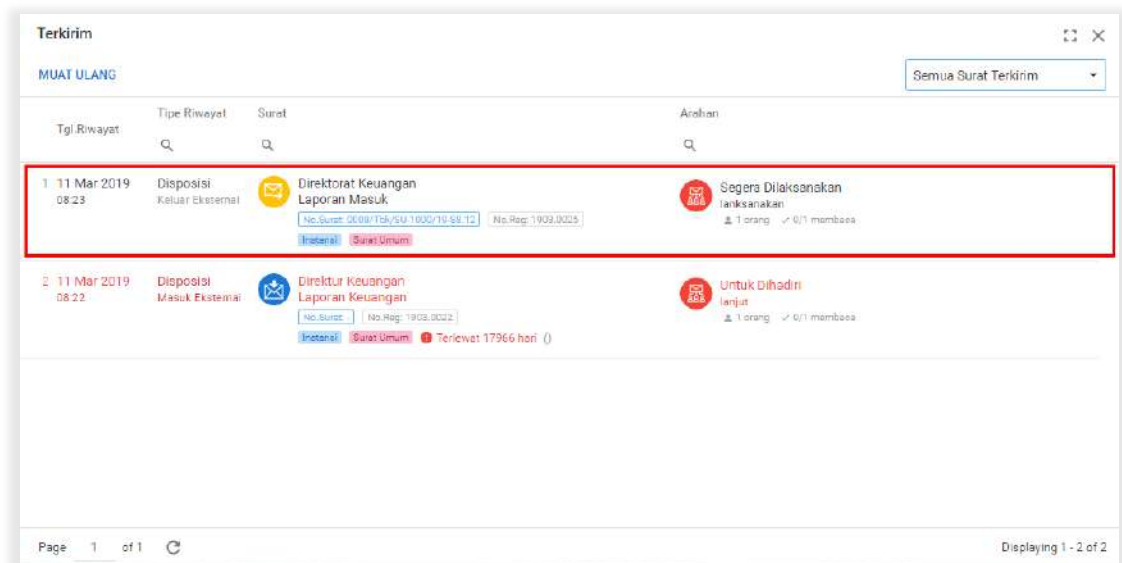 Terkirim
MUAT ULANG
Semua Surat Terkirim
Tgl.Riwayat
Tipe Riwayat
Surat
Arahan
1 11 Mar 2019
08:23
Disposisi
Keluar Eksternal
Direktorat Keuangan
Laporan Masuk
No.Surat: No.Reg: 1903.0025
Instansi Surat Umum
Segera Dilaksanakan
lanksanakan
1 orang 0/1 membaca
2 11 Mar 2019
08:22
Disposisi
Masuk Eksternal
Direktur Keuangan
Laporan Keuangan
No.Surat: No.Reg: 1903.0022
Instansi Surat Umum Terlewat 17966 hari ()
Untuk Dihadiri
lanjut
1 orang 0/1 membaca
Page 1 of 1
Displaying 1 - 2 of 2